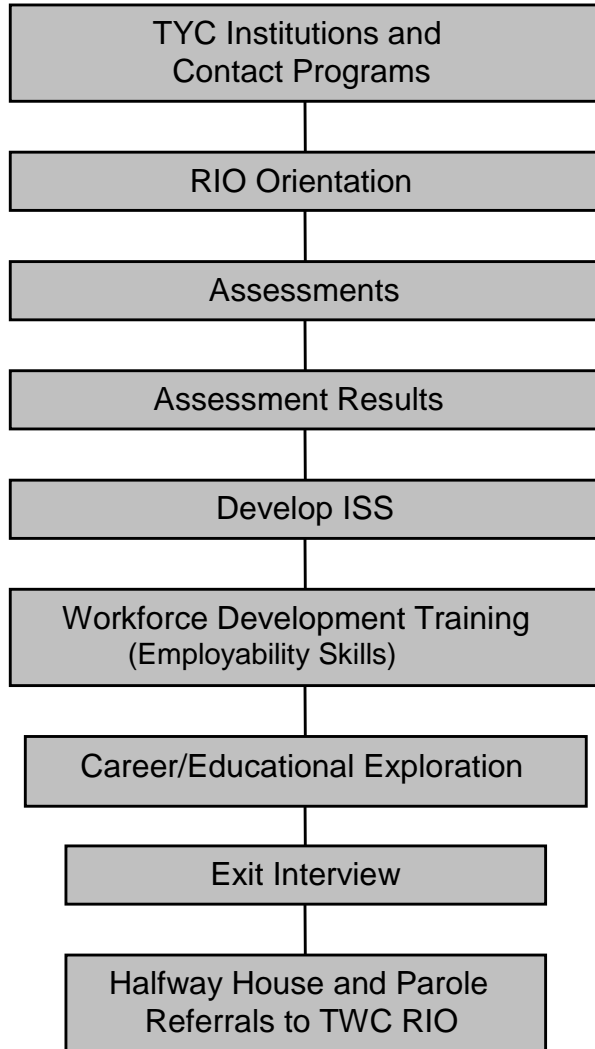 TYC Institutions and
Contact Programs
RIO Orientation
Assessments
Assessment Results
Develop ISS
Workforce Development Training
(Employability Skills)
Career/Educational Exploration
Exit Interview
Halfway House and Parole
Referrals to TWC RIO